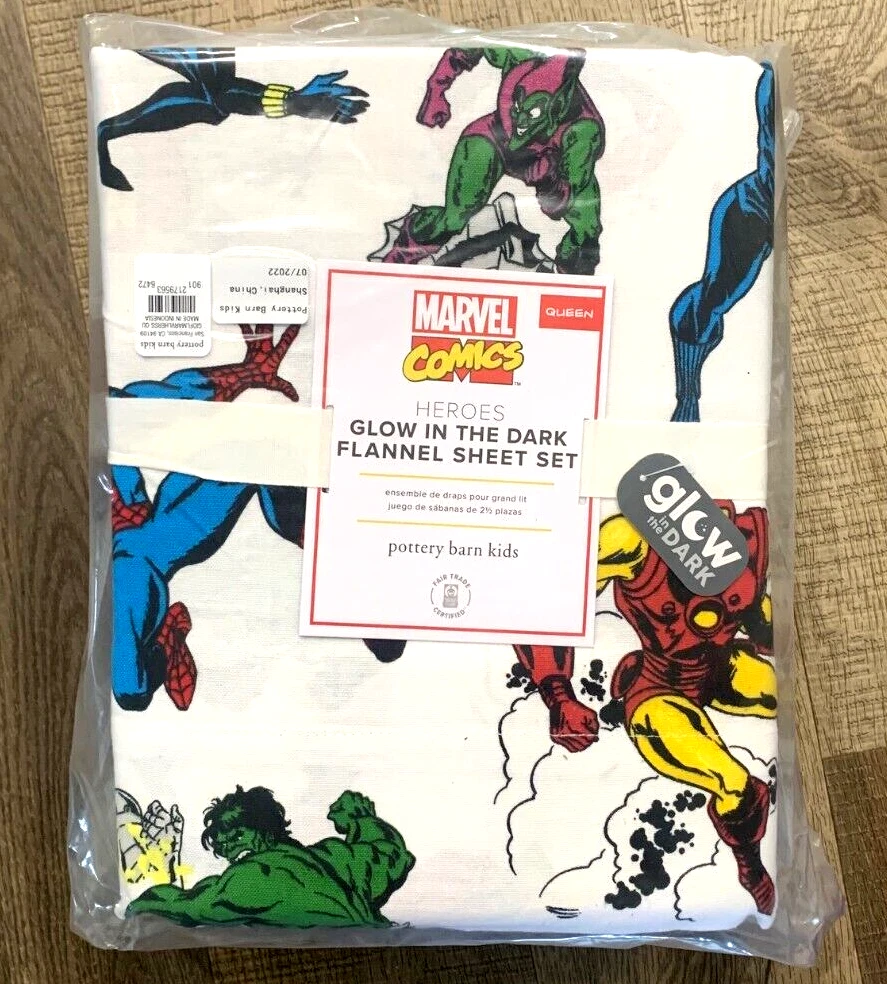 MARVEL
COMICS
TM
QUEEN
HEROES
GLOW IN THE DARK
FLANNEL SHEET SET
ensemble de draps pour grand lit
juego de sábanas de 2½ plazas
pottery barn kids
FAIR TRADE
CERTIFIED
glow
in
the DARK
Pottery Barn Kids
Shanghai, China
07/2022
pottery barn kids
San Francisco, CA 94109
MADE IN INDONESIA
901 2179563 8472